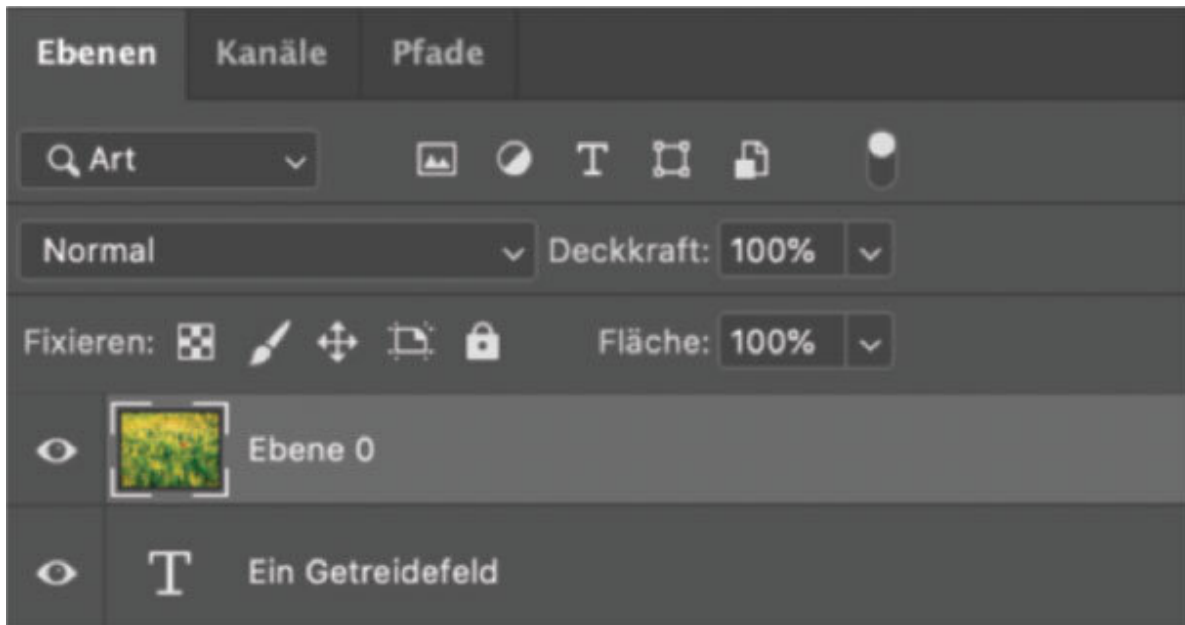 Ebenen Kanäle Pfade
Art
Normal Deckkraft: 100%
Fixieren: Fläche: 100%
Ebene 0
Ein Getreidefeld